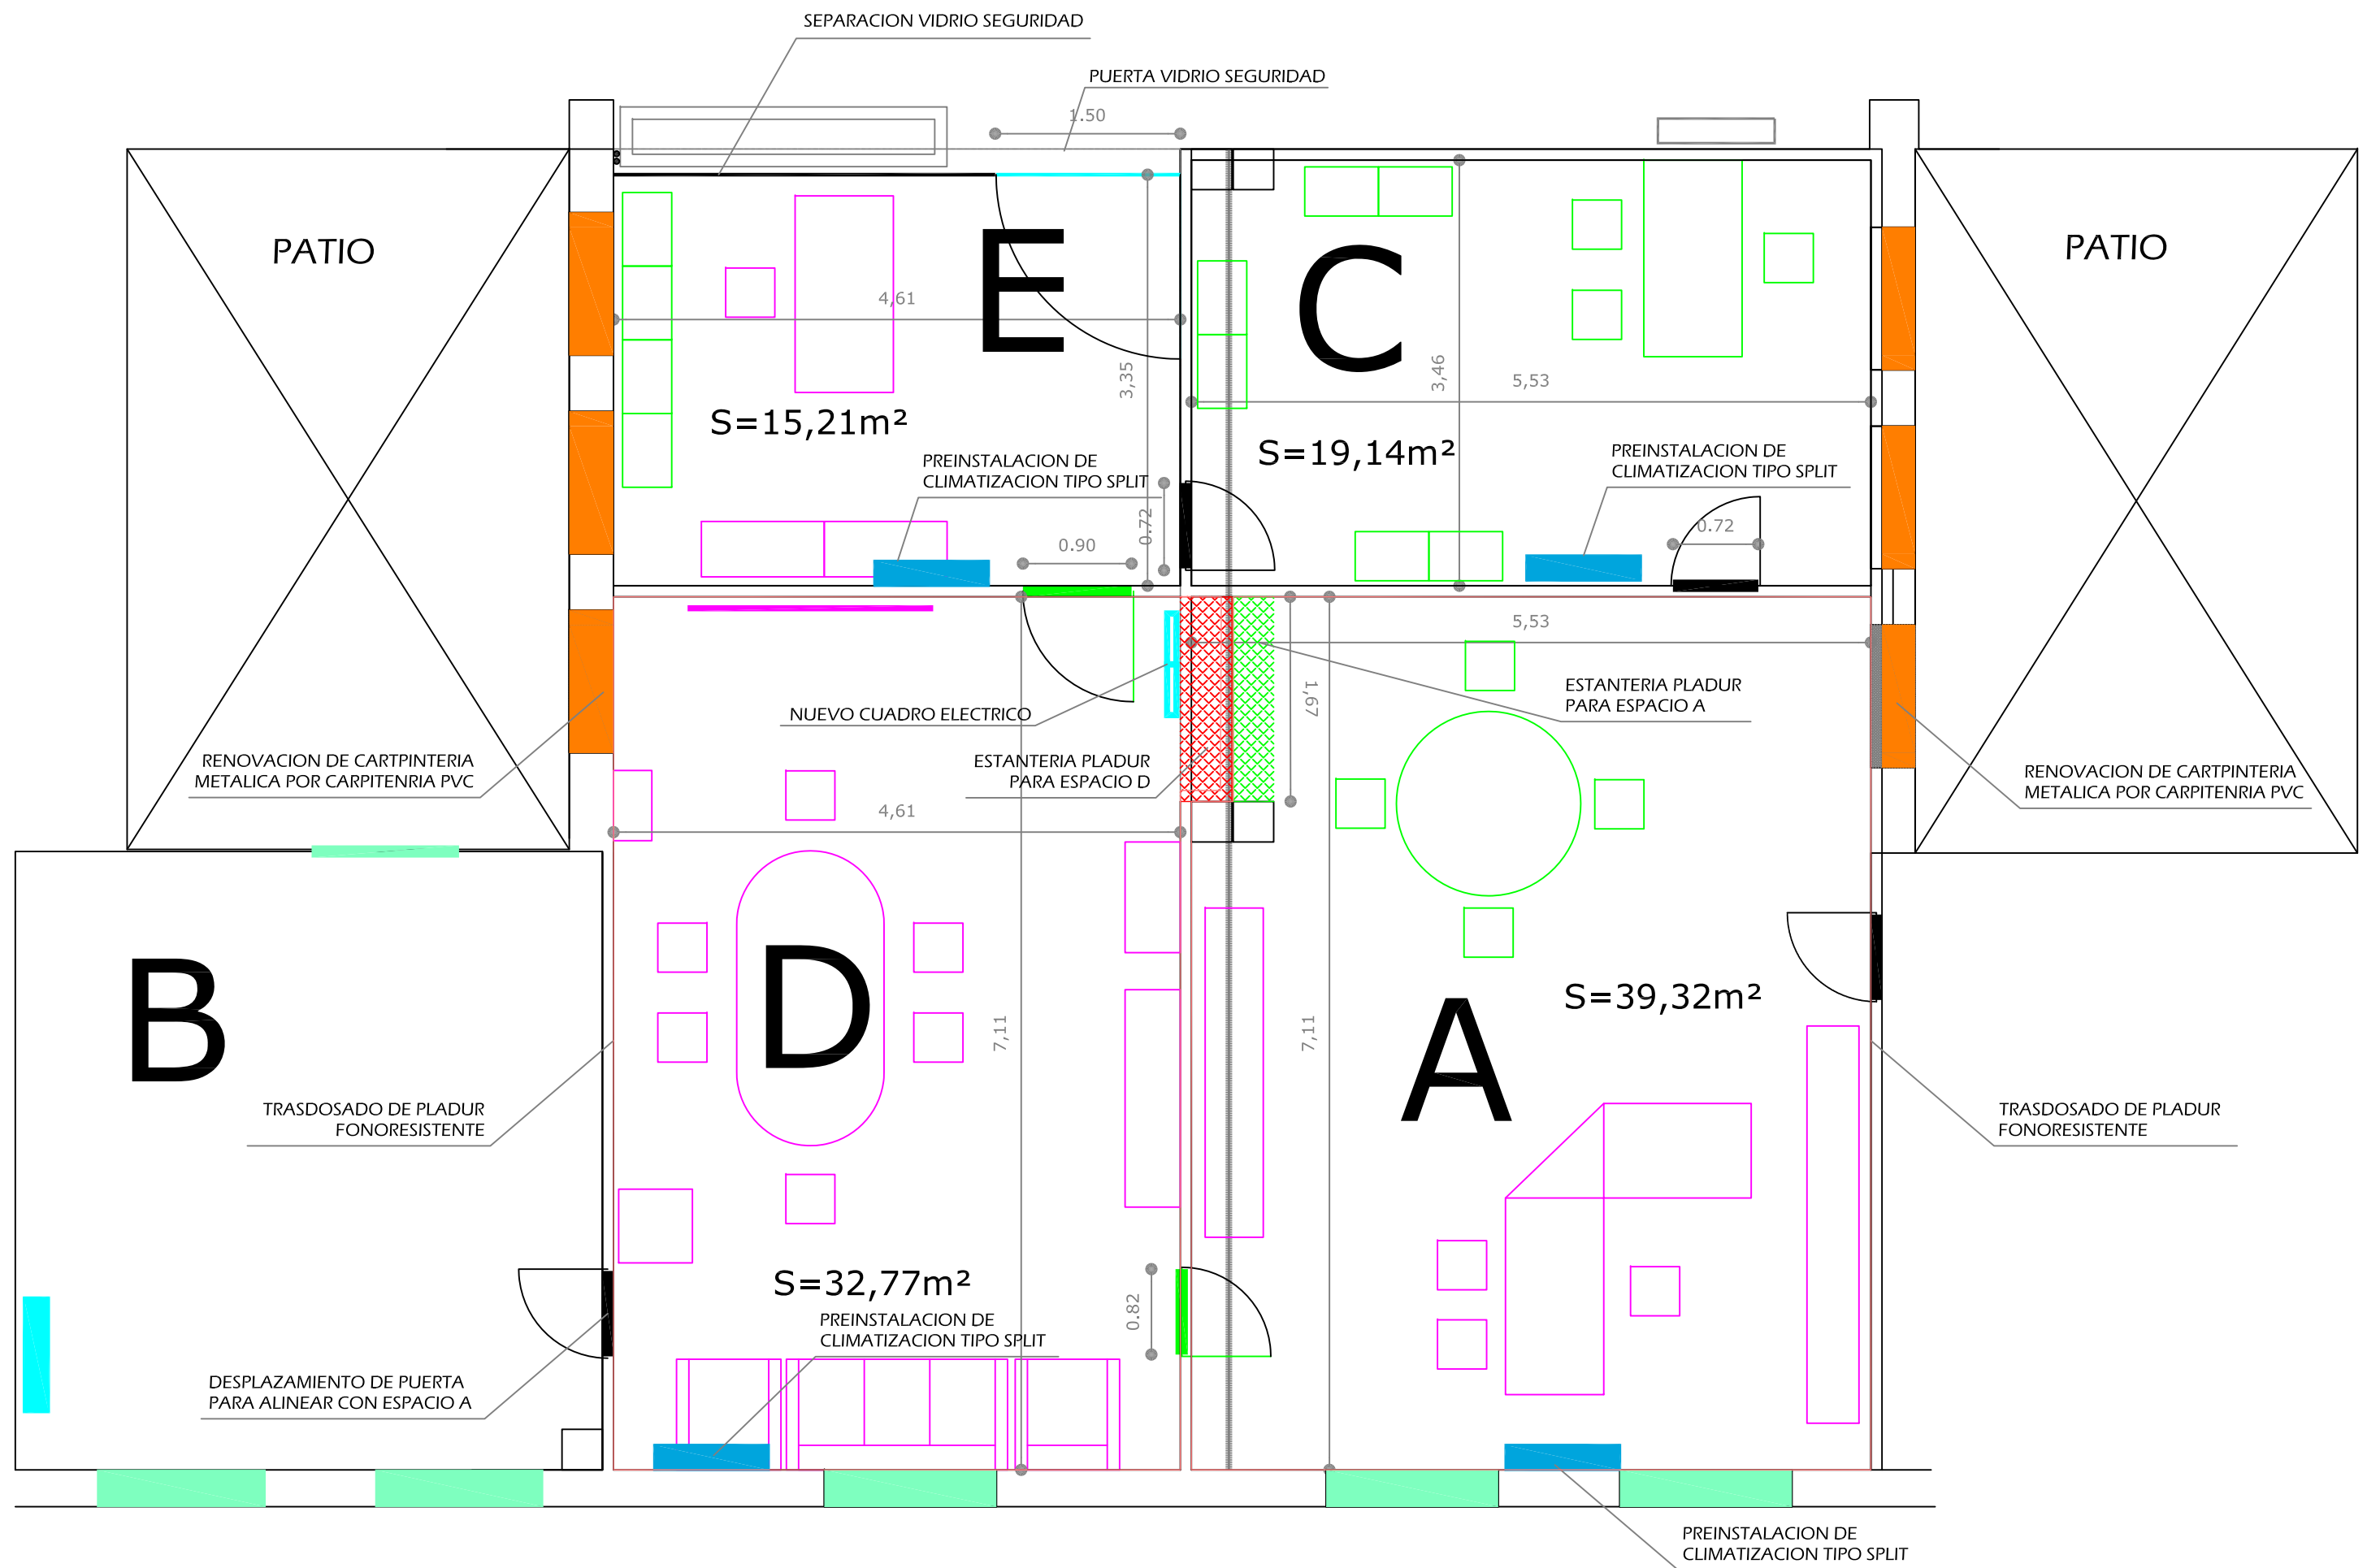 SEPARACION VIDRIO SEGURIDAD
PUERTA VIDRIO SEGURIDAD
1.50
PATIO
E
C
PATIO
4,61
3,35
3,46
5,53
S=15,21m²
S=19,14m²
PREINSTALACION DE
CLIMATIZACION TIPO SPLIT
PREINSTALACION DE
CLIMATIZACION TIPO SPLIT
0.72
0.72
0.90
5,53
1,67
ESTANTERIA PLADUR
PARA ESPACIO A
NUEVO CUADRO ELECTRICO
ESTANTERIA PLADUR
PARA ESPACIO D
RENOVACION DE CARTPINTERIA
METALICA POR CARPITENRIA PVC
RENOVACION DE CARTPINTERIA
METALICA POR CARPITENRIA PVC
4,61
B
D
A
S=39,32m²
7,11
7,11
TRASDOSADO DE PLADUR
FONORESISTENTE
TRASDOSADO DE PLADUR
FONORESISTENTE
S=32,77m²
0.82
PREINSTALACION DE
CLIMATIZACION TIPO SPLIT
DESPLAZAMIENTO DE PUERTA
PARA ALINEAR CON ESPACIO A
PREINSTALACION DE
CLIMATIZACION TIPO SPLIT